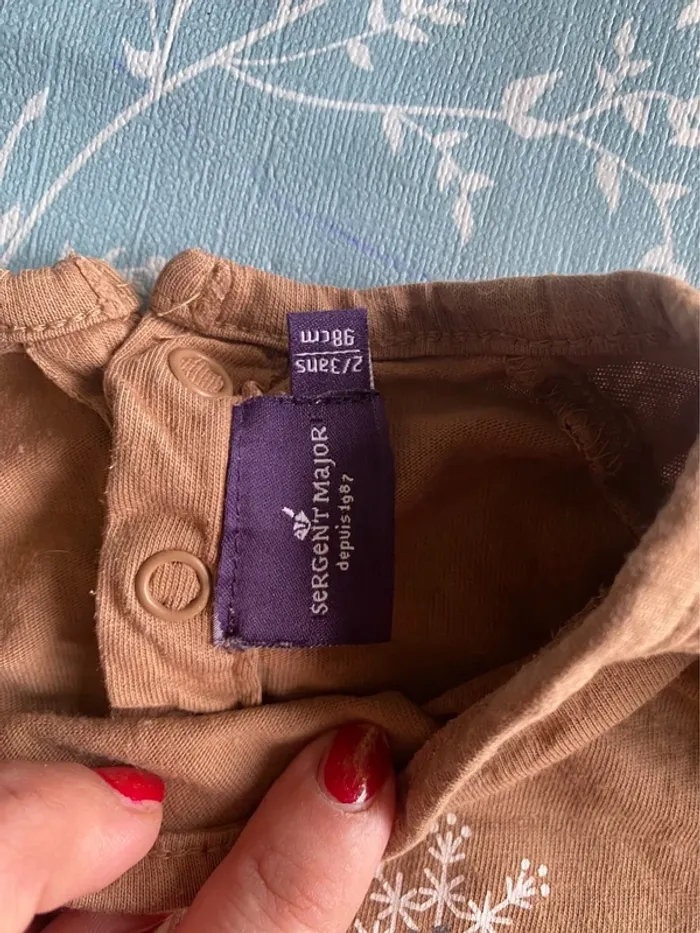 2/3ans
98cm
SeRGeNT MaJOR
depuis 1987